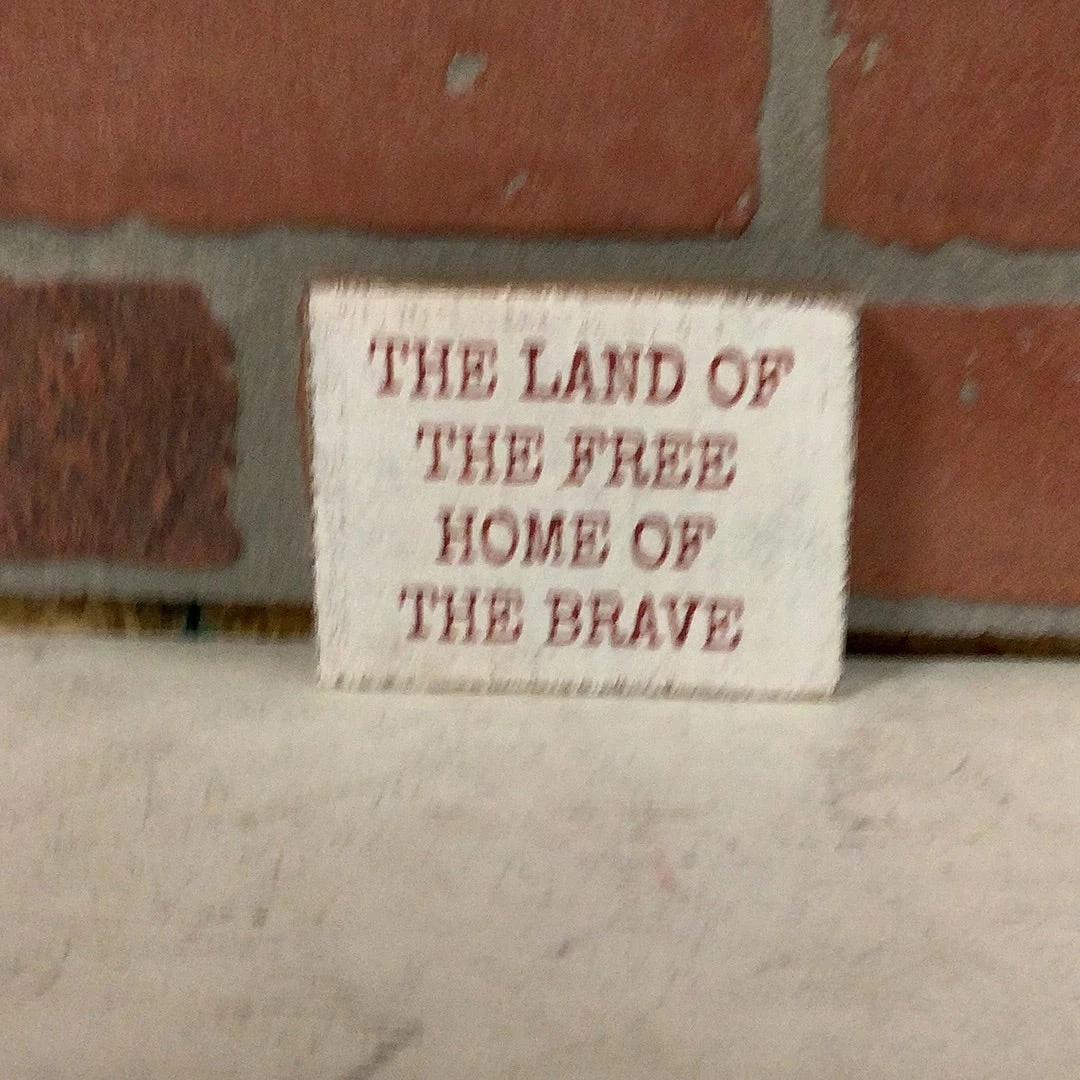 THE LAND OF
THE FREE
HOME OF
THE BRAVE